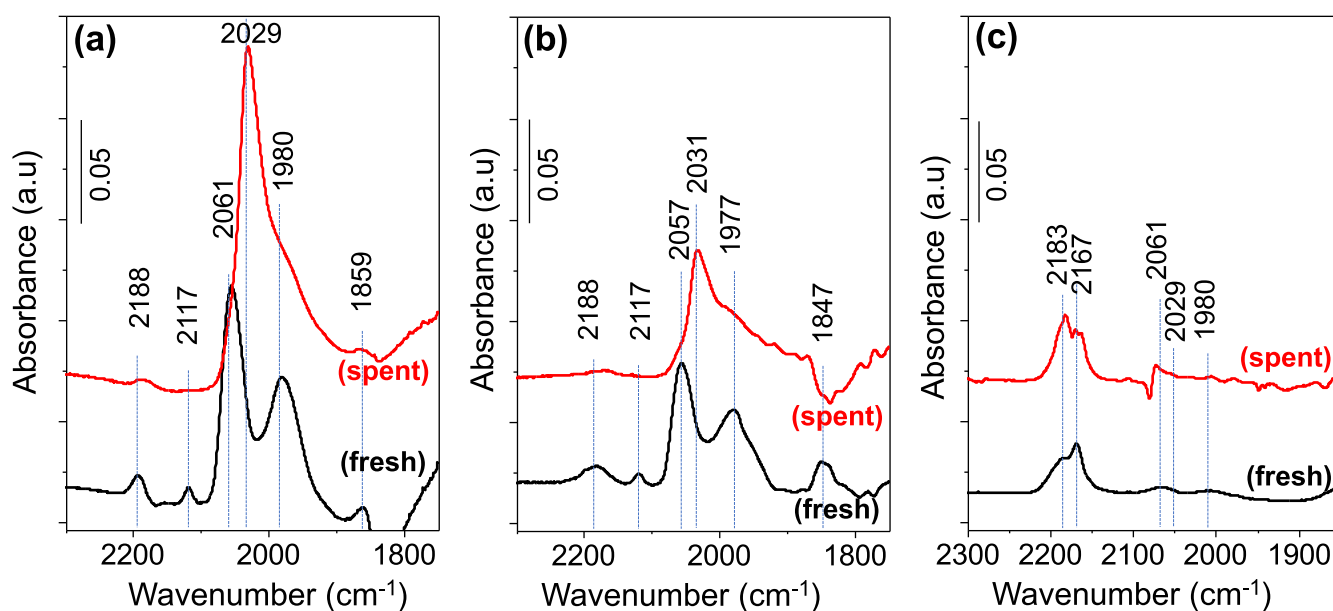 (a)
Absorbance (a.u)
0.05
2188
2117
2061
2029
1980
1859
(spent)
(fresh)
2200
2000
1800
Wavenumber (cm-1)
(b)
Absorbance (a.u)
0.05
2188
2117
2057
2031
1977
1847
(spent)
(fresh)
2200
2000
1800
Wavenumber (cm-1)
(c)
Absorbance (a.u)
0.05
2183
2167
2061
2029
1980
(spent)
(fresh)
2300
2200
2100
2000
1900
Wavenumber (cm-1)